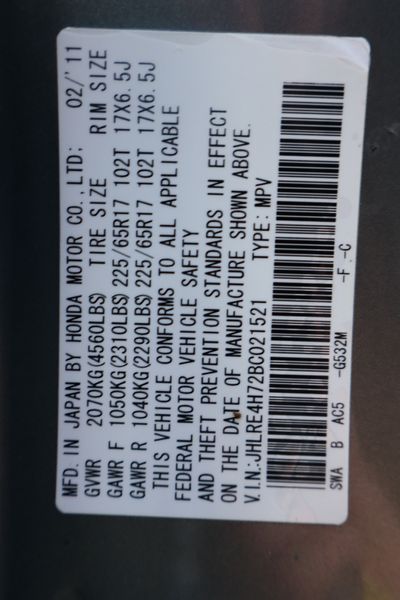 MFD. IN JAPAN BY HONDA MOTOR CO.,LTD; 02/'11
GVWR 2070KG(4560LBS) TIRE SIZE RIM SIZE
GAWR F 1050KG(2310LBS) 225/65R17 102T 17X6.5J
GAWR R 1040KG(2290LBS) 225/65R17 102T 17X6.5J
THIS VEHICLE CONFORMS TO ALL APPLICABLE
FEDERAL MOTOR VEHICLE SAFETY
AND THEFT PREVENTION STANDARDS IN EFFECT
ON THE DATE OF MANUFACTURE SHOWN ABOVE.
V.I.N.:JHLRE4H72BC021521 TYPE: MPV
SWA B AC5 -G532M -F -C